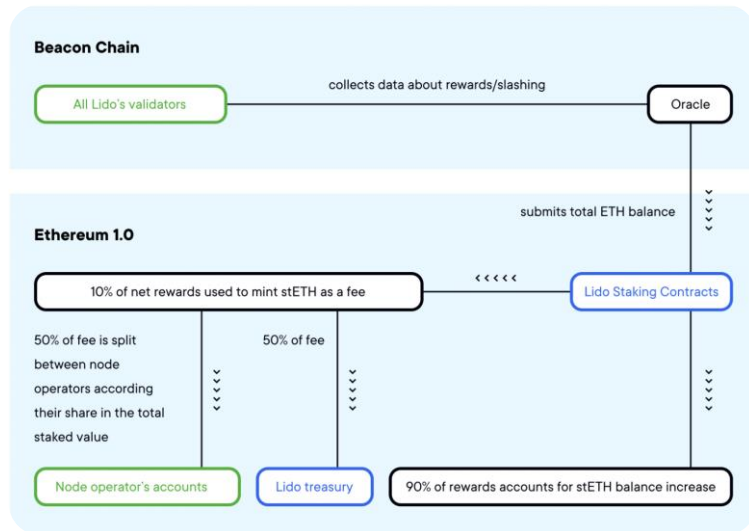 Beacon Chain
collects data about rewards/slashing
All Lido's validators
Oracle
submits total ETH balance
Ethereum 1.0
‹ ‹ ‹ ‹ ‹
10% of net rewards used to mint stETH as a fee
Lido Staking Contracts
50% of fee is split
between node
operators according
their share in the total
staked value
50% of fee
Node operator's accounts
Lido treasury
90% of rewards accounts for stETH balance increase